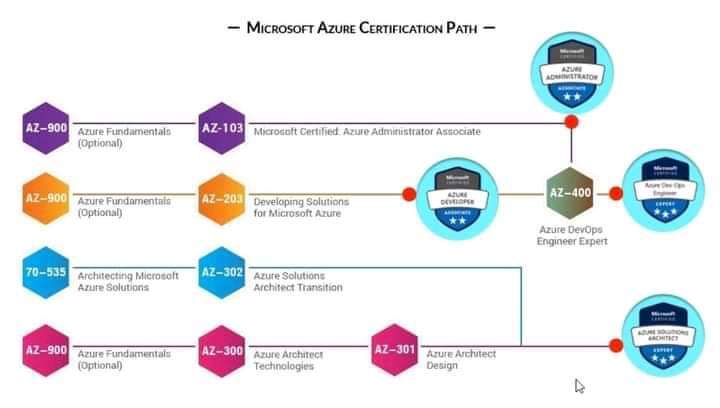 — MICROSOFT AZURE CERTIFICATION PATH —
Microsoft
CERTIFIED
AZURE
ADMINISTRATOR
ASSOCIATE
AZ–900
Azure Fundamentals
(Optional)
AZ-103
Microsoft Certified: Azure Administrator Associate
AZ–900
Azure Fundamentals
(Optional)
AZ–203
Developing Solutions
for Microsoft Azure
Microsoft
CERTIFIED
AZURE
DEVELOPER
ASSOCIATE
AZ–400
Azure DevOps
Engineer Expert
Microsoft
CERTIFIED
Azure Dev Ops
Engineer
EXPERT
70–535
Architecting Microsoft
Azure Solutions
AZ–302
Azure Solutions
Architect Transition
AZ–900
Azure Fundamentals
(Optional)
AZ–300
Azure Architect
Technologies
AZ–301
Azure Architect
Design
Microsoft
CERTIFIED
AZURE SOLUTIONS
ARCHITECT
EXPERT